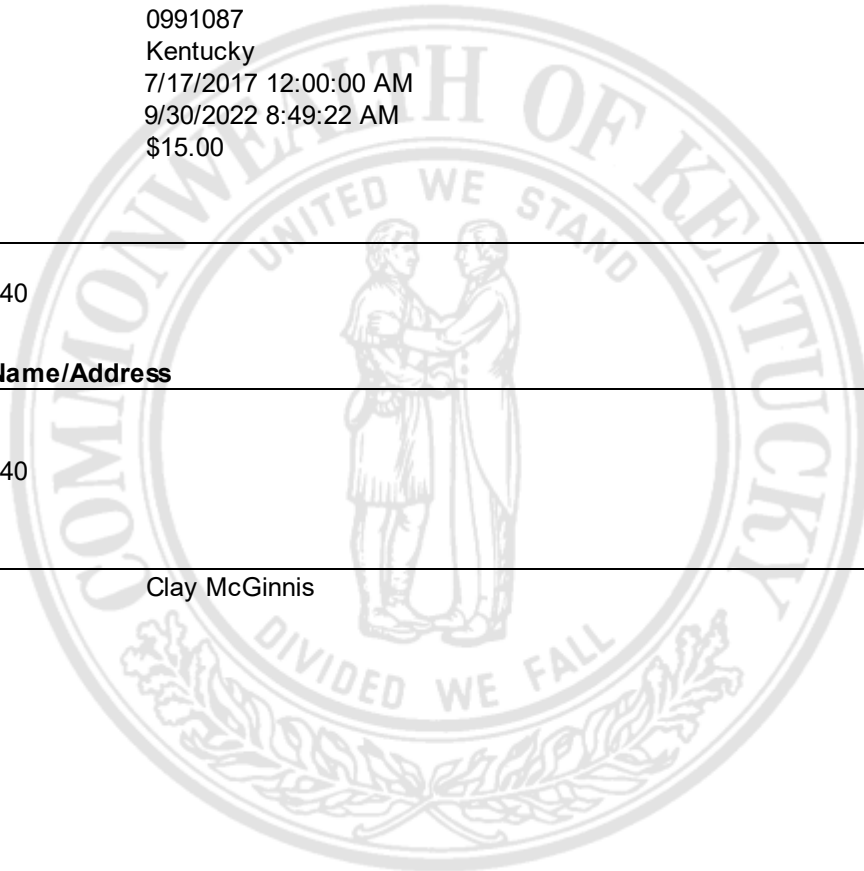 0991087
Kentucky
7/17/2017 12:00:00 AM
9/30/2022 8:49:22 AM
$15.00
COMMONWEALTH OF KENTUCKY
UNITED WE STAND
40
Name/Address
40
Clay McGinnis
DIVIDED WE FALL